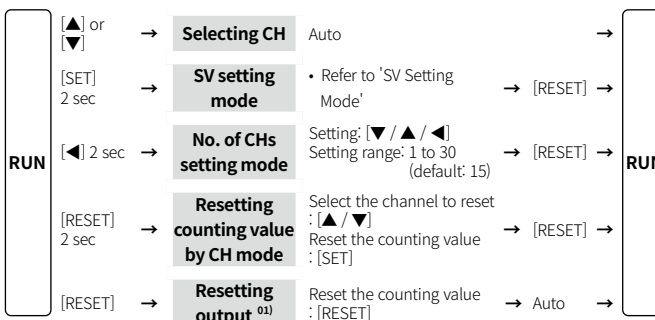 RUN
[▲] or
[▼]
→ Selecting CH Auto →
[SET]
2 sec
→ SV setting
mode
• Refer to 'SV Setting
Mode'
→ [RESET] →
[◀] 2 sec → No. of CHs
setting mode
Setting: [▼ / ▲ / ◀]
Setting range: 1 to 30
(default: 15)
→ [RESET] →
[RESET]
2 sec
→ Resetting
counting value
by CH mode
Select the channel to reset
: [▲ / ▼]
Reset the counting value
: [SET]
→ [RESET] →
[RESET] → Resetting
output 01)
Reset the counting value
: [RESET]
→ Auto →
RUN